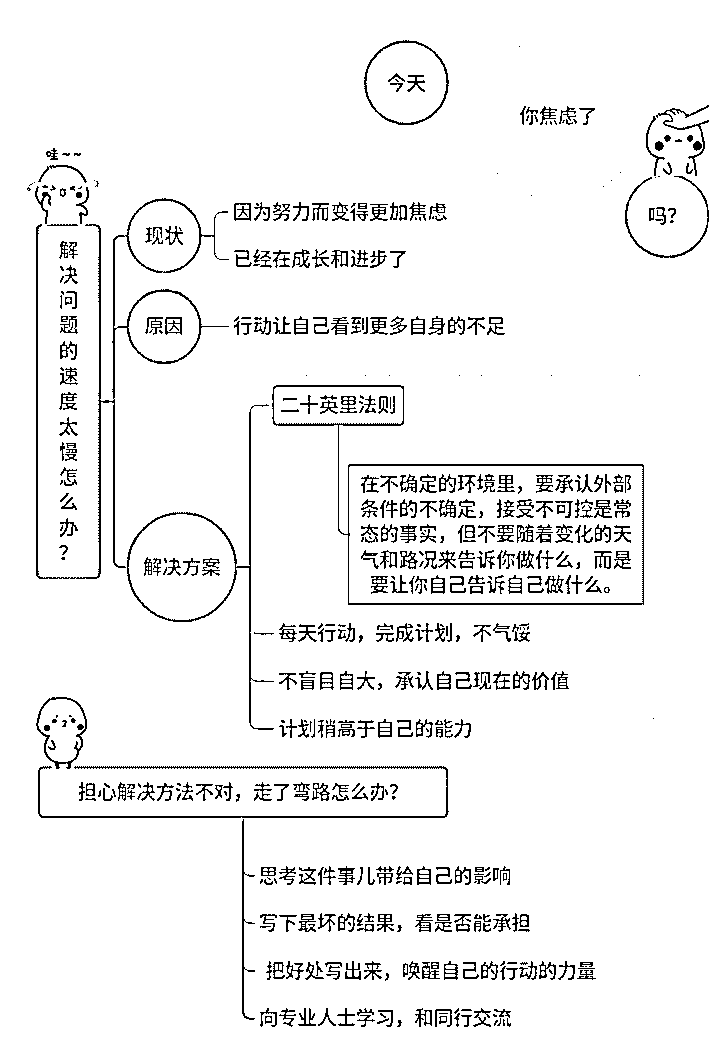 今天
你焦虑了
吗?
哇~~
解决问题的速度太慢怎么办?
现状
因为努力而变得更加焦虑
已经在成长和进步了
原因
行动让自己看到更多自身的不足
解决方案
二十英里法则
在不确定的环境里，要承认外部
条件的不确定，接受不可控是常
态的事实，但不要随着变化的天
气和路况来告诉你做什么，而是
要让你自己告诉自己做什么。
每天行动，完成计划，不气馁
不盲目自大，承认自己现在的价值
计划稍高于自己的能力
担心解决方法不对，走了弯路怎么办?
思考这件事儿带给自己的影响
写下最坏的结果，看是否能承担
把好处写出来，唤醒自己的行动的力量
向专业人士学习，和同行交流